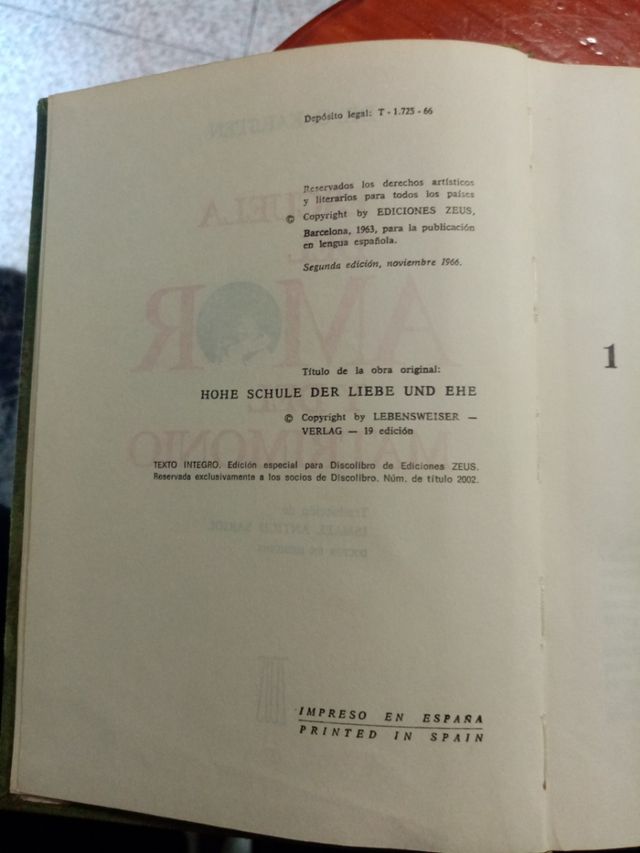 Depósito legal: T - 1.725 - 66
Reservados los derechos artísticos
y literarios para todos los países
© Copyright by EDICIONES ZEUS,
Barcelona, 1963, para la publicación
en lengua española.
Segunda edición, noviembre 1966.
Título de la obra original:
HOHE SCHULE DER LIEBE UND EHE
© Copyright by LEBENSWEISER —
VERLAG — 19 edición
TEXTO INTEGRO. Edición especial para Discolibro de Ediciones ZEUS.
Reservada exclusivamente a los socios de Discolibro. Núm. de título 2002.
IMPRESO EN ESPAÑA
PRINTED IN SPAIN
1